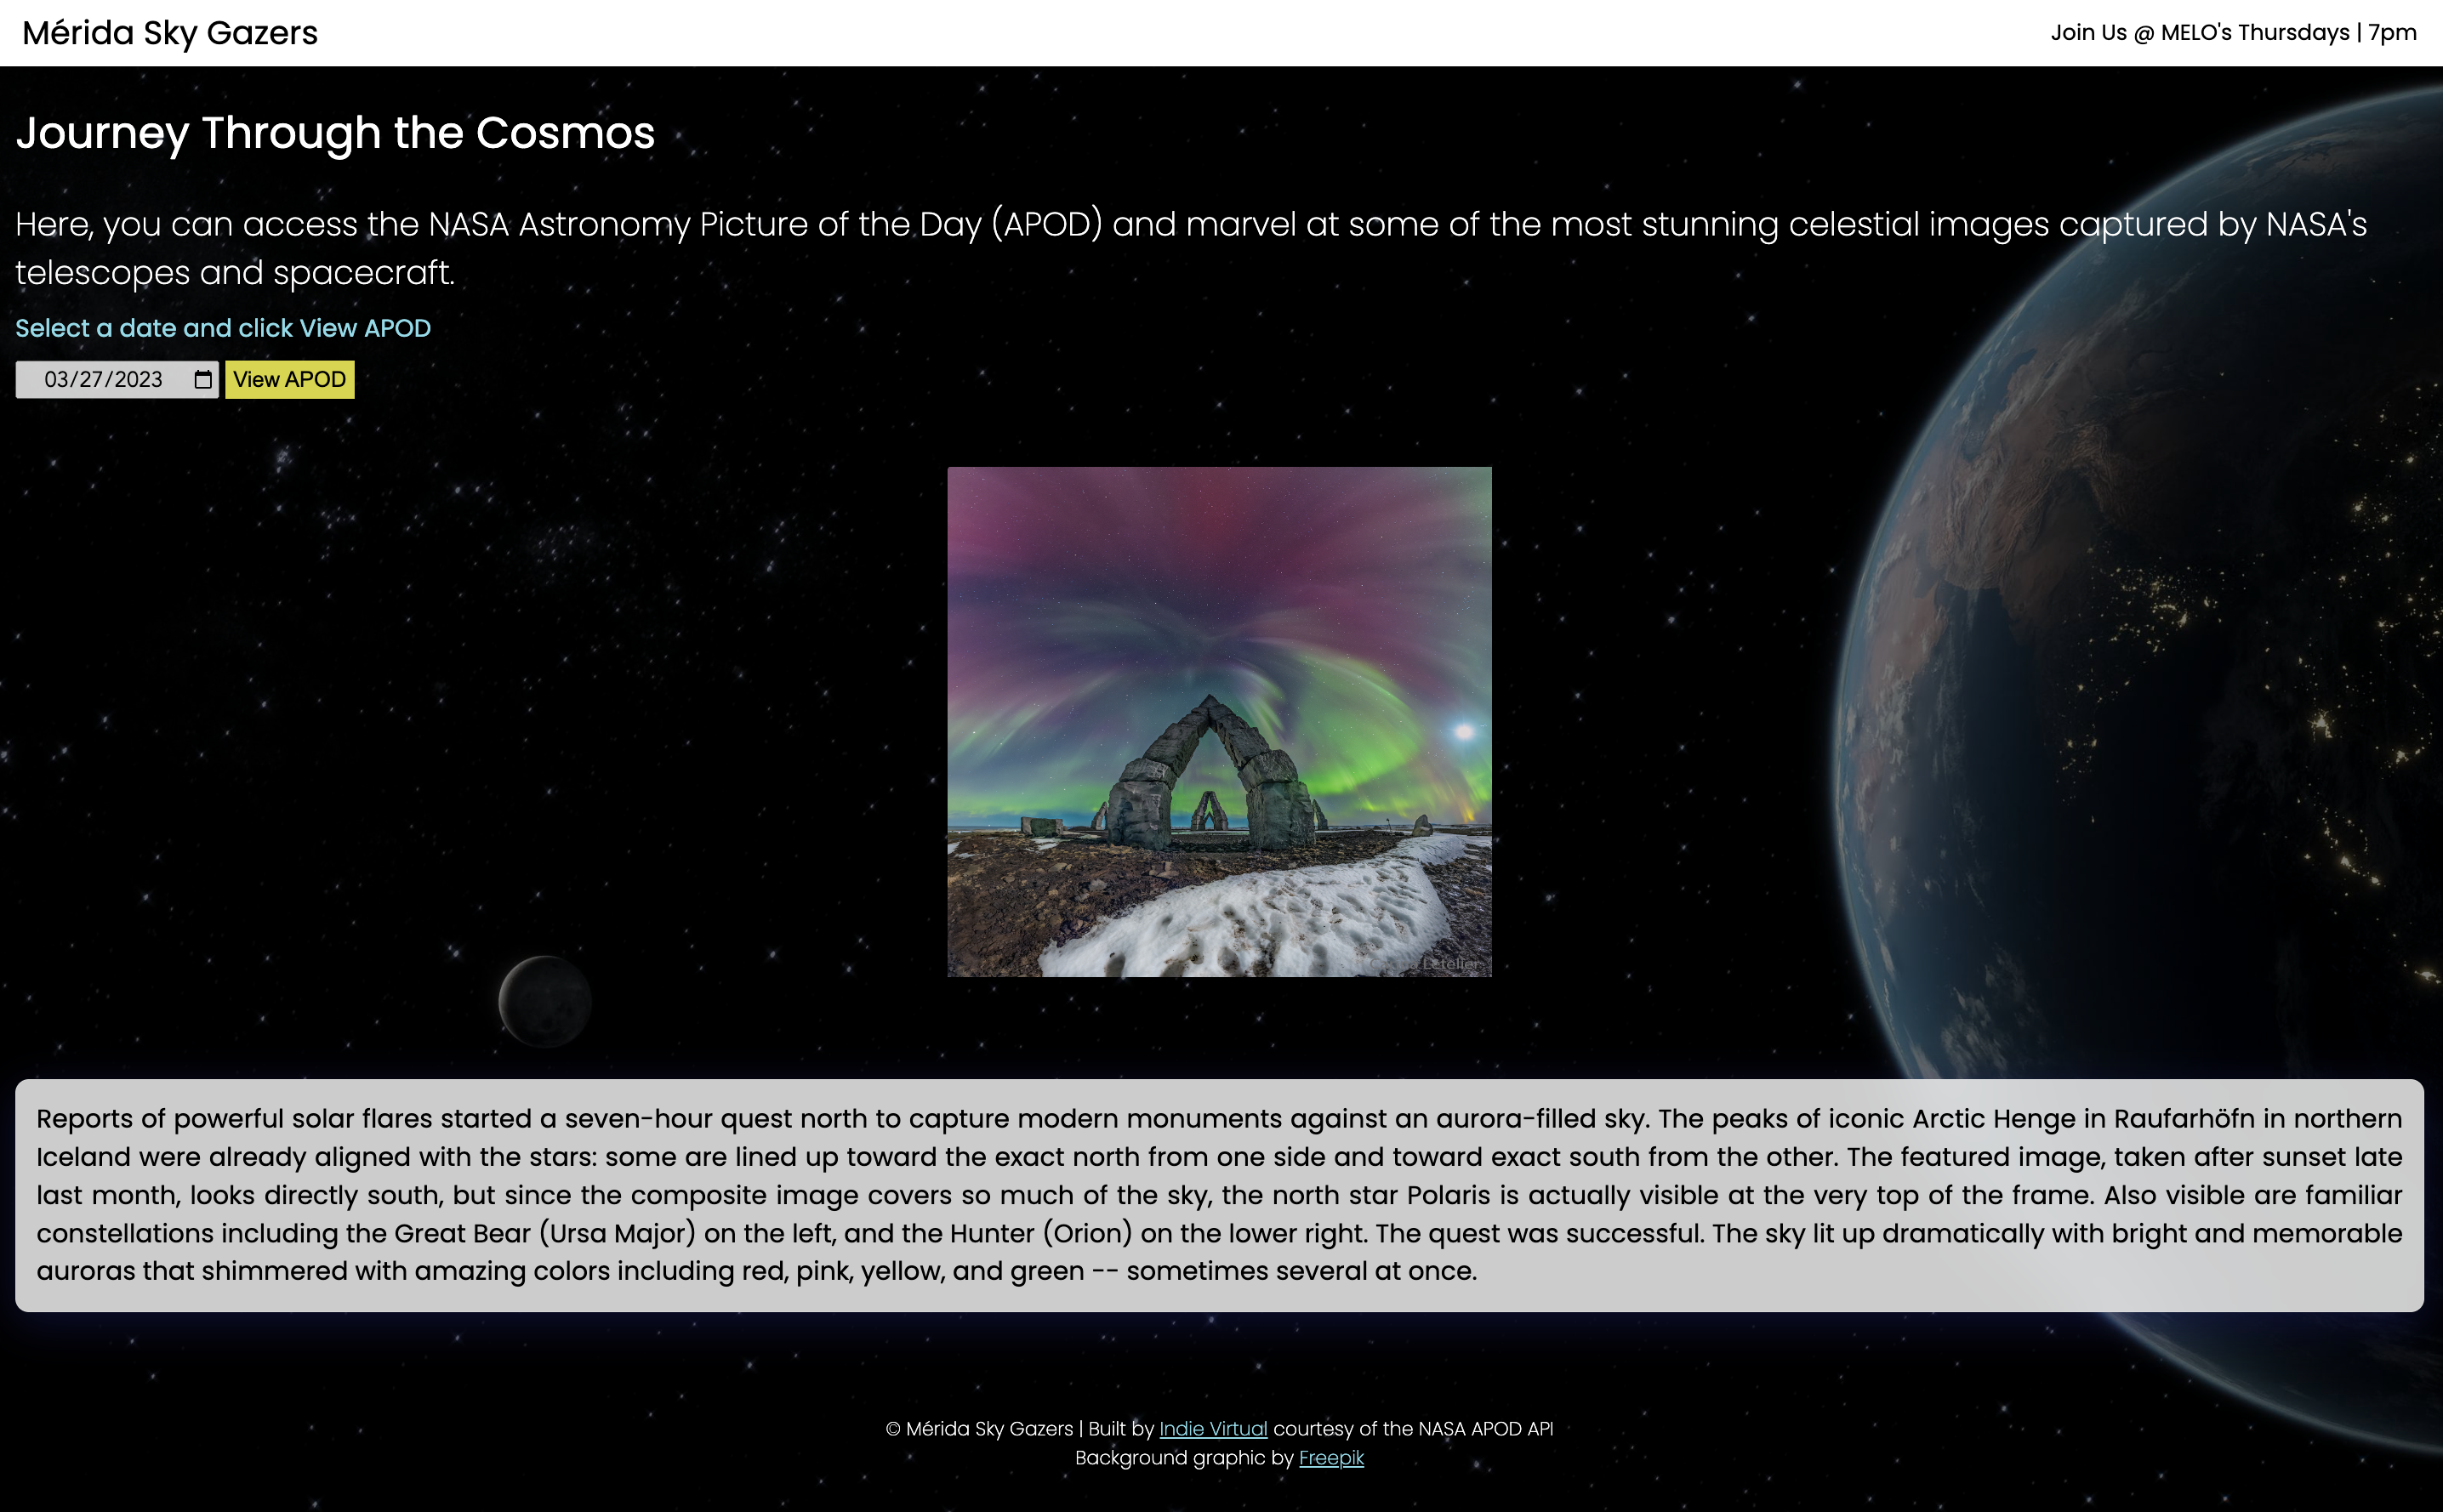 Mérida Sky Gazers
Join Us @ MELO's Thursdays | 7pm
Journey Through the Cosmos
Here, you can access the NASA Astronomy Picture of the Day (APOD) and marvel at some of the most stunning celestial images captured by NASA's
telescopes and spacecraft.
Select a date and click View APOD
03/27/2023
View APOD
Letelier
Reports of powerful solar flares started a seven-hour quest north to capture modern monuments against an aurora-filled sky. The peaks of iconic Arctic Henge in Raufarhöfn in northern
Iceland were already aligned with the stars: some are lined up toward the exact north from one side and toward exact south from the other. The featured image, taken after sunset late
last month, looks directly south, but since the composite image covers so much of the sky, the north star Polaris is actually visible at the very top of the frame. Also visible are familiar
constellations including the Great Bear (Ursa Major) on the left, and the Hunter (Orion) on the lower right. The quest was successful. The sky lit up dramatically with bright and memorable
auroras that shimmered with amazing colors including red, pink, yellow, and green -- sometimes several at once.
© Mérida Sky Gazers | Built by Indie Virtual courtesy of the NASA APOD API
Background graphic by Freepik